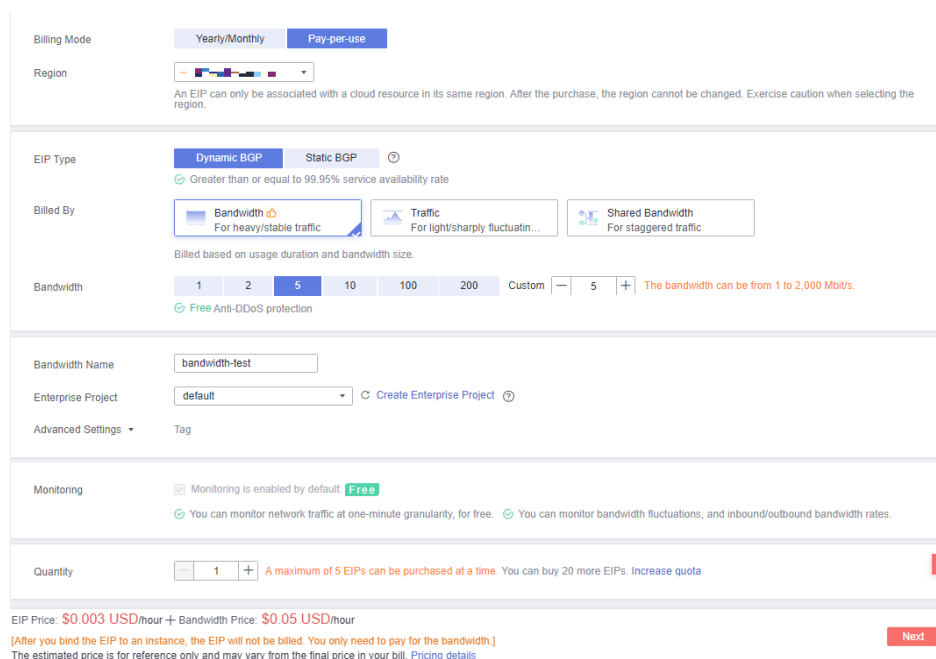 Billing Mode Yearly/Monthly Pay-per-use
Region
An EIP can only be associated with a cloud resource in its same region. After the purchase, the region cannot be changed. Exercise caution when selecting the
region.
EIP Type Dynamic BGP Static BGP ?
Greater than or equal to 99.95% service availability rate
Billed By Bandwidth Traffic Shared Bandwidth
For heavy/stable traffic For light/sharply fluctuatin... For staggered traffic
Billed based on usage duration and bandwidth size.
Bandwidth 1 2 5 10 100 200 Custom — 5 + The bandwidth can be from 1 to 2,000 Mbit/s.
Free Anti-DDoS protection
Bandwidth Name bandwidth-test
Enterprise Project default Create Enterprise Project ?
Advanced Settings Tag
Monitoring Monitoring is enabled by default. Free
You can monitor network traffic at one-minute granularity, for free. You can monitor bandwidth fluctuations, and inbound/outbound bandwidth rates.
Quantity — 1 + A maximum of 5 EIPs can be purchased at a time. You can buy 20 more EIPs. Increase quota
EIP Price: $0.003 USD/hour + Bandwidth Price: $0.05 USD/hour
[After you bind the EIP to an instance, the EIP will not be billed. You only need to pay for the bandwidth.]
Next
The estimated price is for reference only and may vary from the final price in your bill. Pricing details